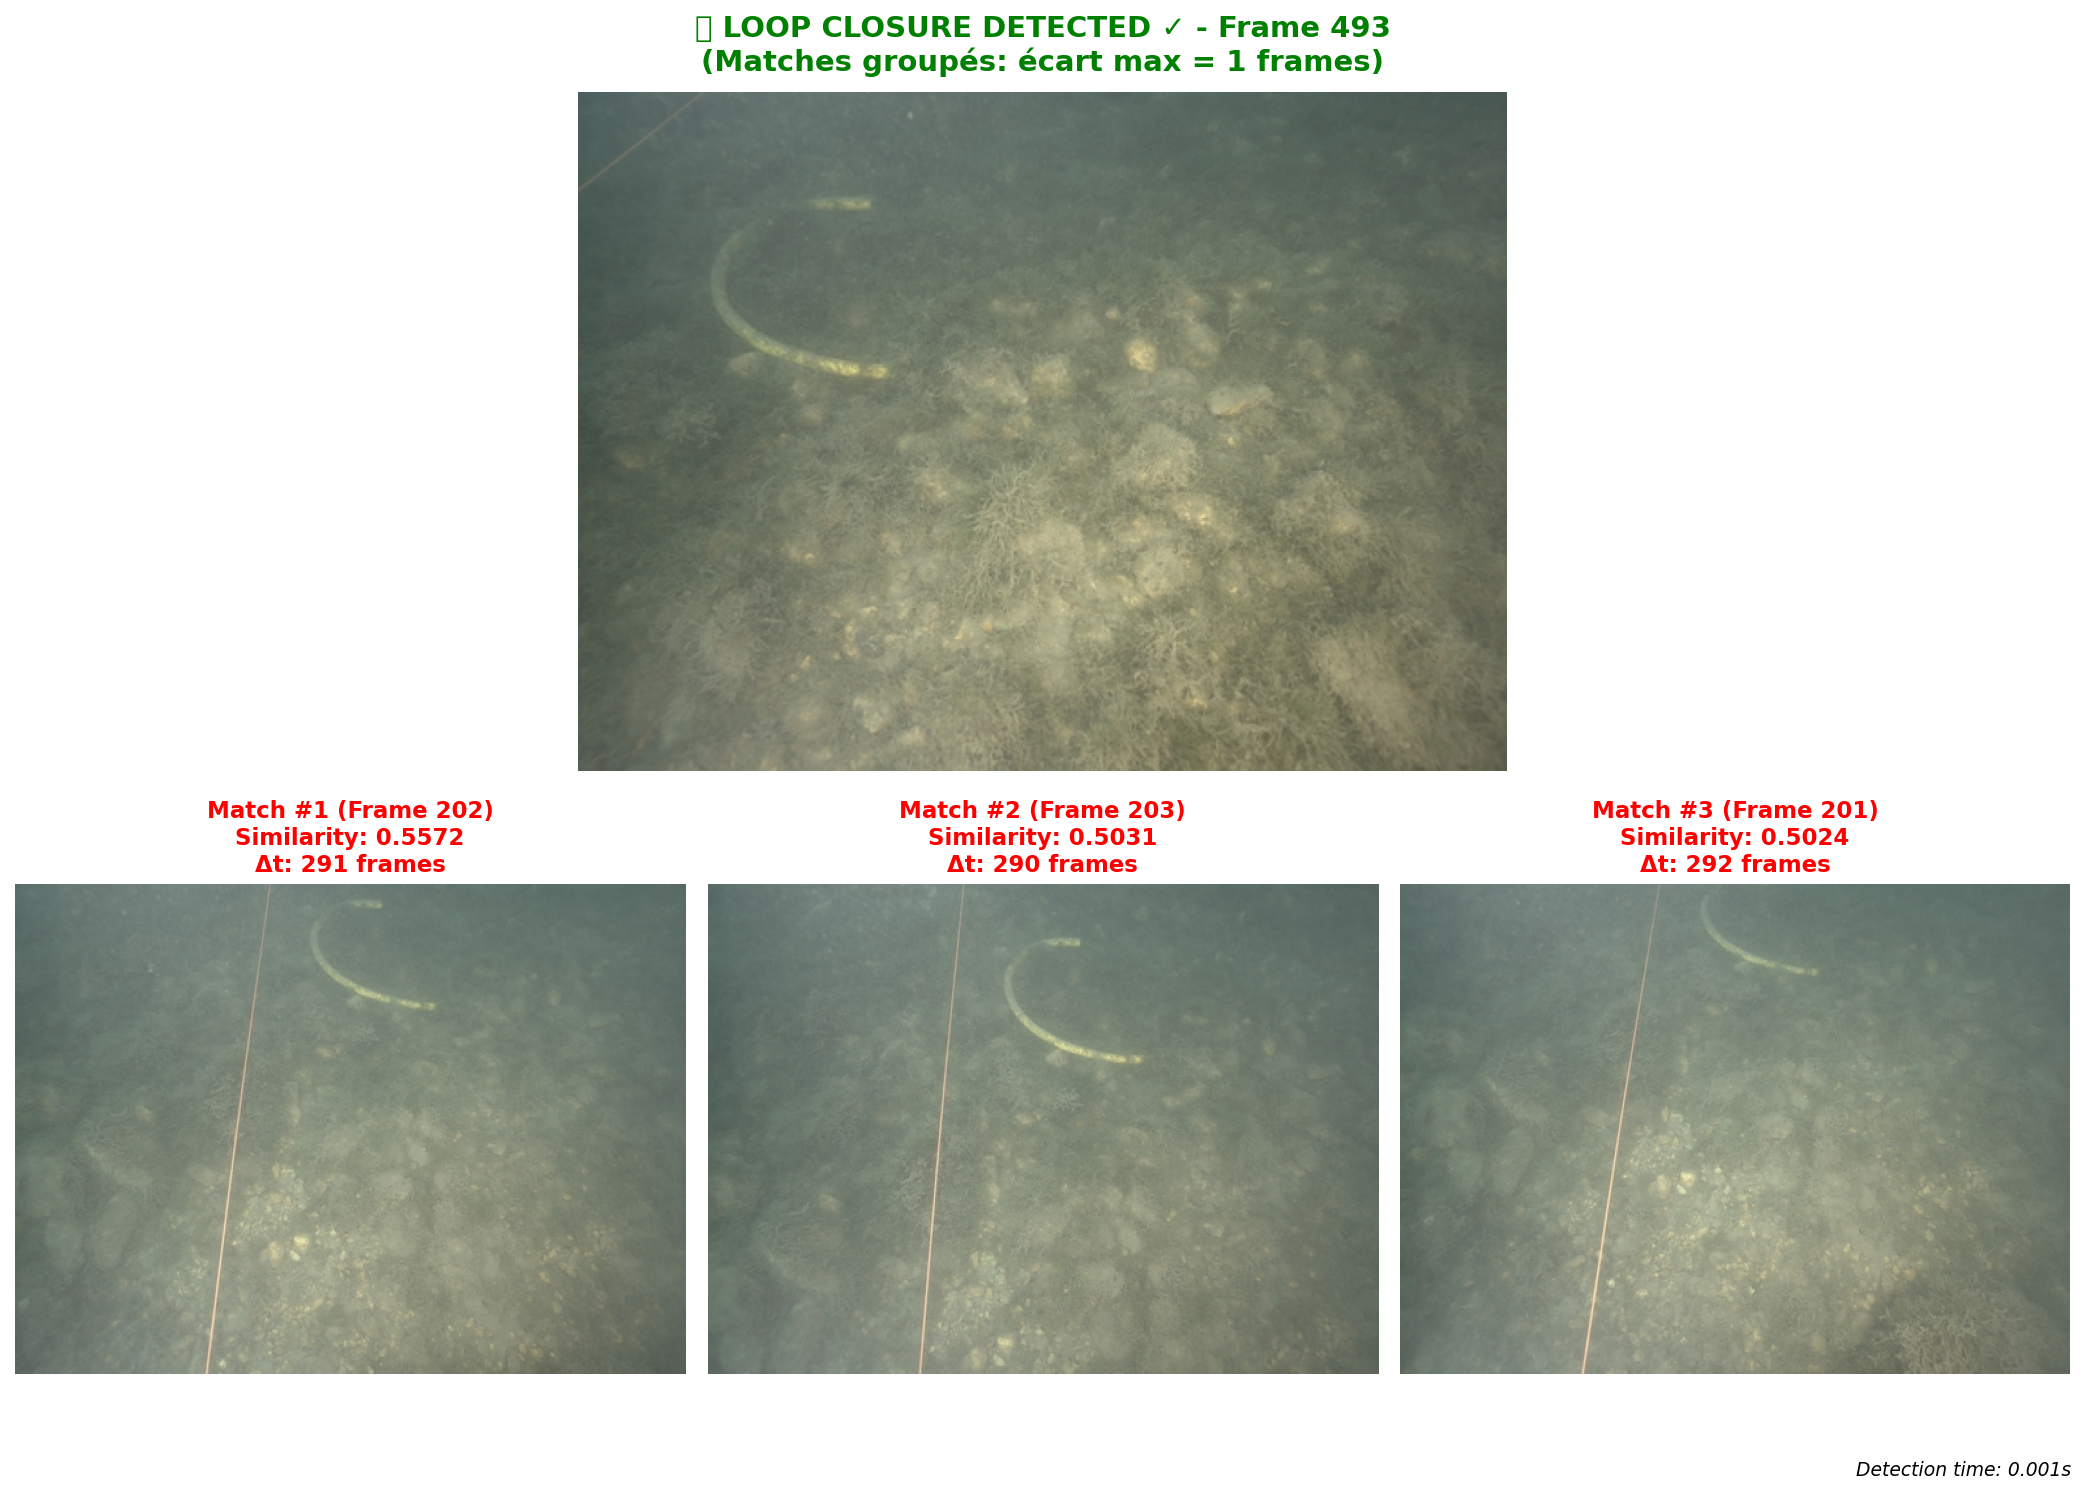 LOOP CLOSURE DETECTED ✓ - Frame 493
(Matches groupés: écart max = 1 frames)
Match #1 (Frame 202)
Similarity: 0.5572
Δt: 291 frames
Match #2 (Frame 203)
Similarity: 0.5031
Δt: 290 frames
Match #3 (Frame 201)
Similarity: 0.5024
Δt: 292 frames
Detection time: 0.001s